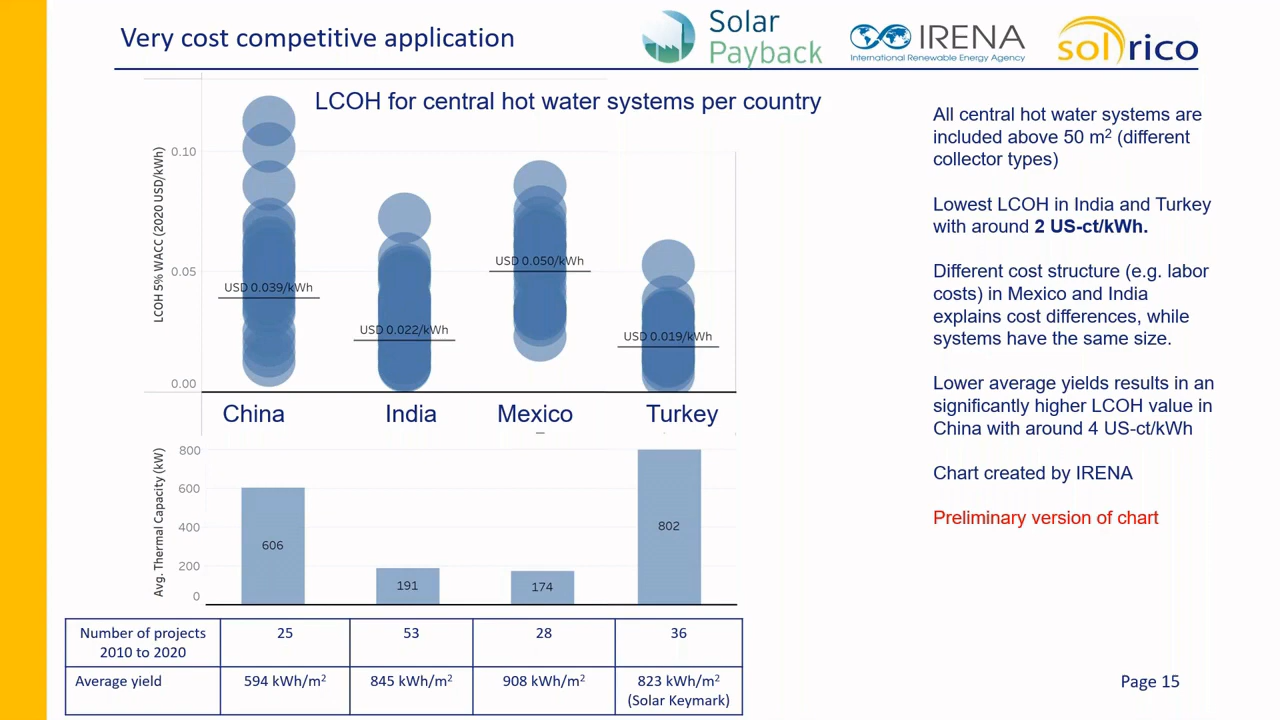 Very cost competitive application
Solar
Payback
IRENA
International Renewable Energy Agency
solrico
LCOH for central hot water systems per country
LCOH 5% WACC (2020 USD/kWh)
0.10
0.05
0.00
USD 0.039/kWh
USD 0.022/kWh
USD 0.050/kWh
USD 0.019/kWh
China
India
Mexico
Turkey
Avg. Thermal Capacity (kW)
800
600
400
200
0
606
191
174
802
Number of projects
2010 to 2020
25
53
28
36
Average yield
594 kWh/m²
845 kWh/m²
908 kWh/m²
823 kWh/m²
(Solar Keymark)
All central hot water systems are
included above 50 m² (different
collector types)
Lowest LCOH in India and Turkey
with around 2 US-ct/kWh.
Different cost structure (e.g. labor
costs) in Mexico and India
explains cost differences, while
systems have the same size.
Lower average yields results in an
significantly higher LCOH value in
China with around 4 US-ct/kWh
Chart created by IRENA
Preliminary version of chart
Page 15